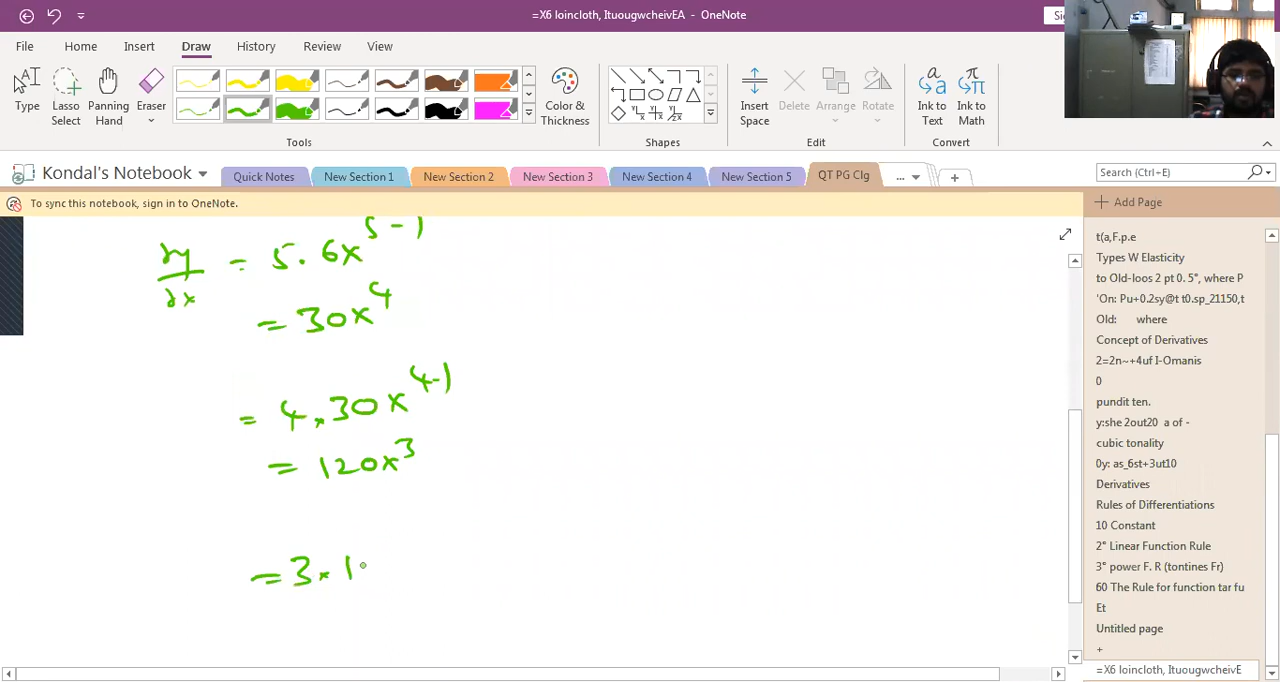 =X6 loincloth, ItuougwcheivEA - OneNote
File Home Insert Draw History Review View
Type
Lasso Select
Panning Hand
Eraser
Color & Thickness
Insert Space
Delete
Arrange
Rotate
Ink to Text
Ink to Math
Tools
Shapes
Edit
Convert
Kondal's Notebook
Quick Notes
New Section 1
New Section 2
New Section 3
New Section 4
New Section 5
QT PG Clg
...
Search (Ctrl+E)
To sync this notebook, sign in to OneNote.
Add Page
= 5.6x^5-1
= 30x^4
= 4.30x^4-1
= 120x^3
= 3.1
t(a,F.p.e
Types W Elasticity
to Old-loos 2 pt 0. 5", where P
'On: Pu+0.2sy@t t0.sp_21150,t
Old: where
Concept of Derivatives
2=2n~+4uf I-Omanis
0
pundit ten.
y:she 2out20 a of -
cubic tonality
0y: as_6st+3ut10
Derivatives
Rules of Differentiations
10 Constant
2° Linear Function Rule
3° power F. R (tontines Fr)
60 The Rule for function tar fu
Et
Untitled page
+
=X6 loincloth, ItuougwcheivE